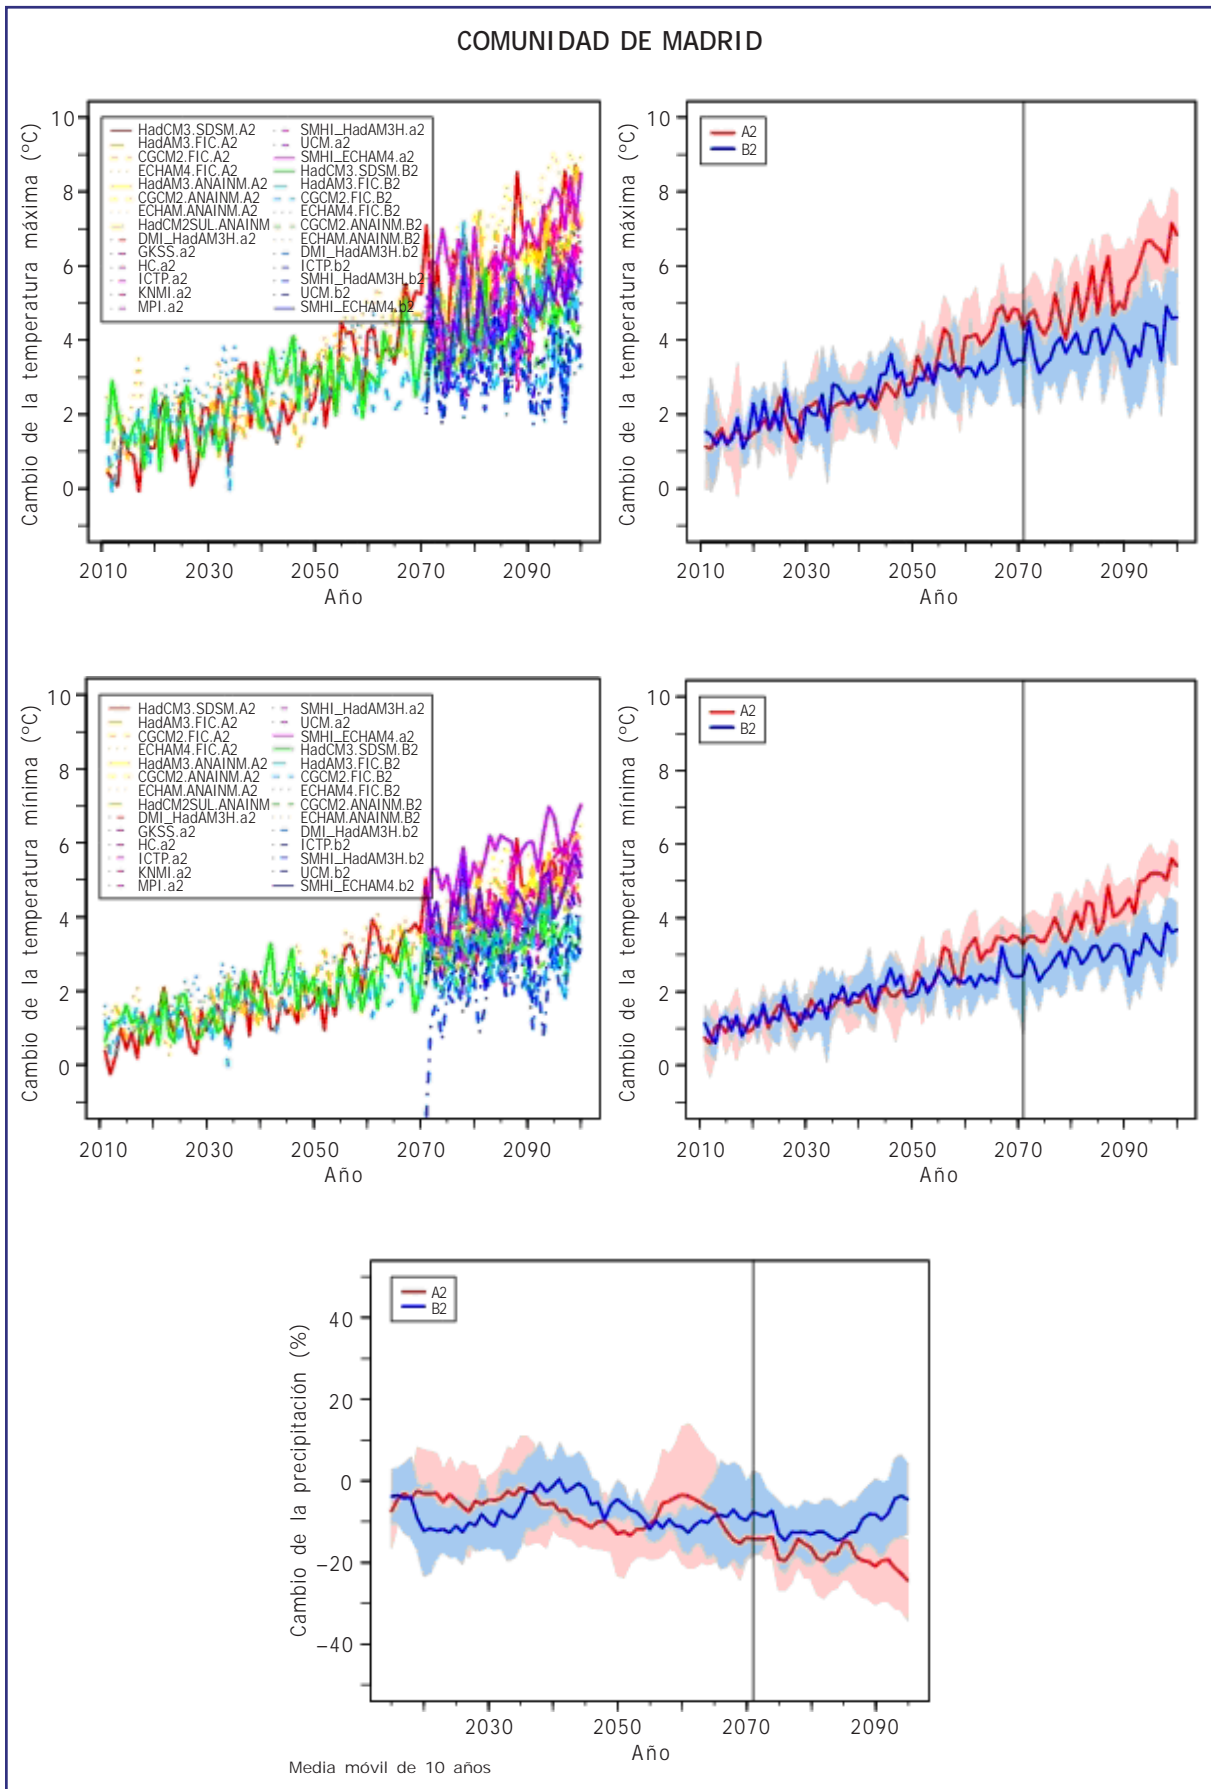 COMUNIDAD DE MADRID
Cambio de la temperatura máxima (°C)
10
8
6
4
2
0
HadCM3.SDSM.A2
HadAM3.FIC.A2
CGCM2.FIC.A2
ECHAM4.FIC.A2
HadAM3.ANAINM.A2
CGCM2.ANAINM.A2
ECHAM.ANAINM.A2
HadCM2SUL.ANAINM
DMI_HadAM3H.a2
GKSS.a2
HC.a2
ICTP.a2
KNMI.a2
MPI.a2
SMHI_HadAM3H.a2
UCM.a2
SMHI_ECHAM4.a2
HadCM3.SDSM.B2
HadAM3.FIC.B2
CGCM2.FIC.B2
ECHAM4.FIC.B2
CGCM2.ANAINM.B2
ECHAM.ANAINM.B2
DMI_HadAM3H.b2
ICTP.b2
SMHI_HadAM3H.b2
UCM.b2
SMHI_ECHAM4.b2
2010 2030 2050 2070 2090
Año
Cambio de la temperatura máxima (°C)
10
8
6
4
2
0
A2
B2
2010 2030 2050 2070 2090
Año
Cambio de la temperatura mínima (°C)
10
8
6
4
2
0
HadCM3.SDSM.A2
HadAM3.FIC.A2
CGCM2.FIC.A2
ECHAM4.FIC.A2
HadAM3.ANAINM.A2
CGCM2.ANAINM.A2
ECHAM.ANAINM.A2
HadCM2SUL.ANAINM
DMI_HadAM3H.a2
GKSS.a2
HC.a2
ICTP.a2
KNMI.a2
MPI.a2
SMHI_HadAM3H.a2
UCM.a2
SMHI_ECHAM4.a2
HadCM3.SDSM.B2
HadAM3.FIC.B2
CGCM2.FIC.B2
ECHAM4.FIC.B2
CGCM2.ANAINM.B2
ECHAM.ANAINM.B2
DMI_HadAM3H.b2
ICTP.b2
SMHI_HadAM3H.b2
UCM.b2
SMHI_ECHAM4.b2
2010 2030 2050 2070 2090
Año
Cambio de la temperatura mínima (°C)
10
8
6
4
2
0
A2
B2
2010 2030 2050 2070 2090
Año
Cambio de la precipitación (%)
40
20
0
−20
−40
A2
B2
2030 2050 2070 2090
Año
Media móvil de 10 años